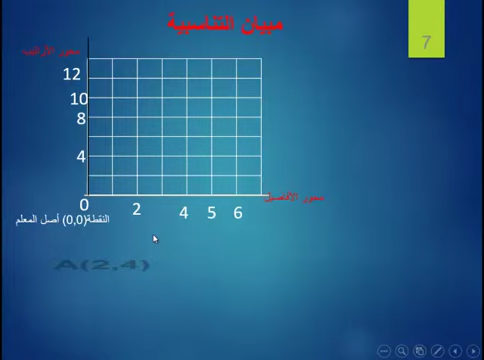 مبيان التناسبية
7
محور الأراتيب
12
10
8
4
0
2 4 5 6
محور الأفاصيل
النقطة(0,0) أصل المعلم
A(2,4)